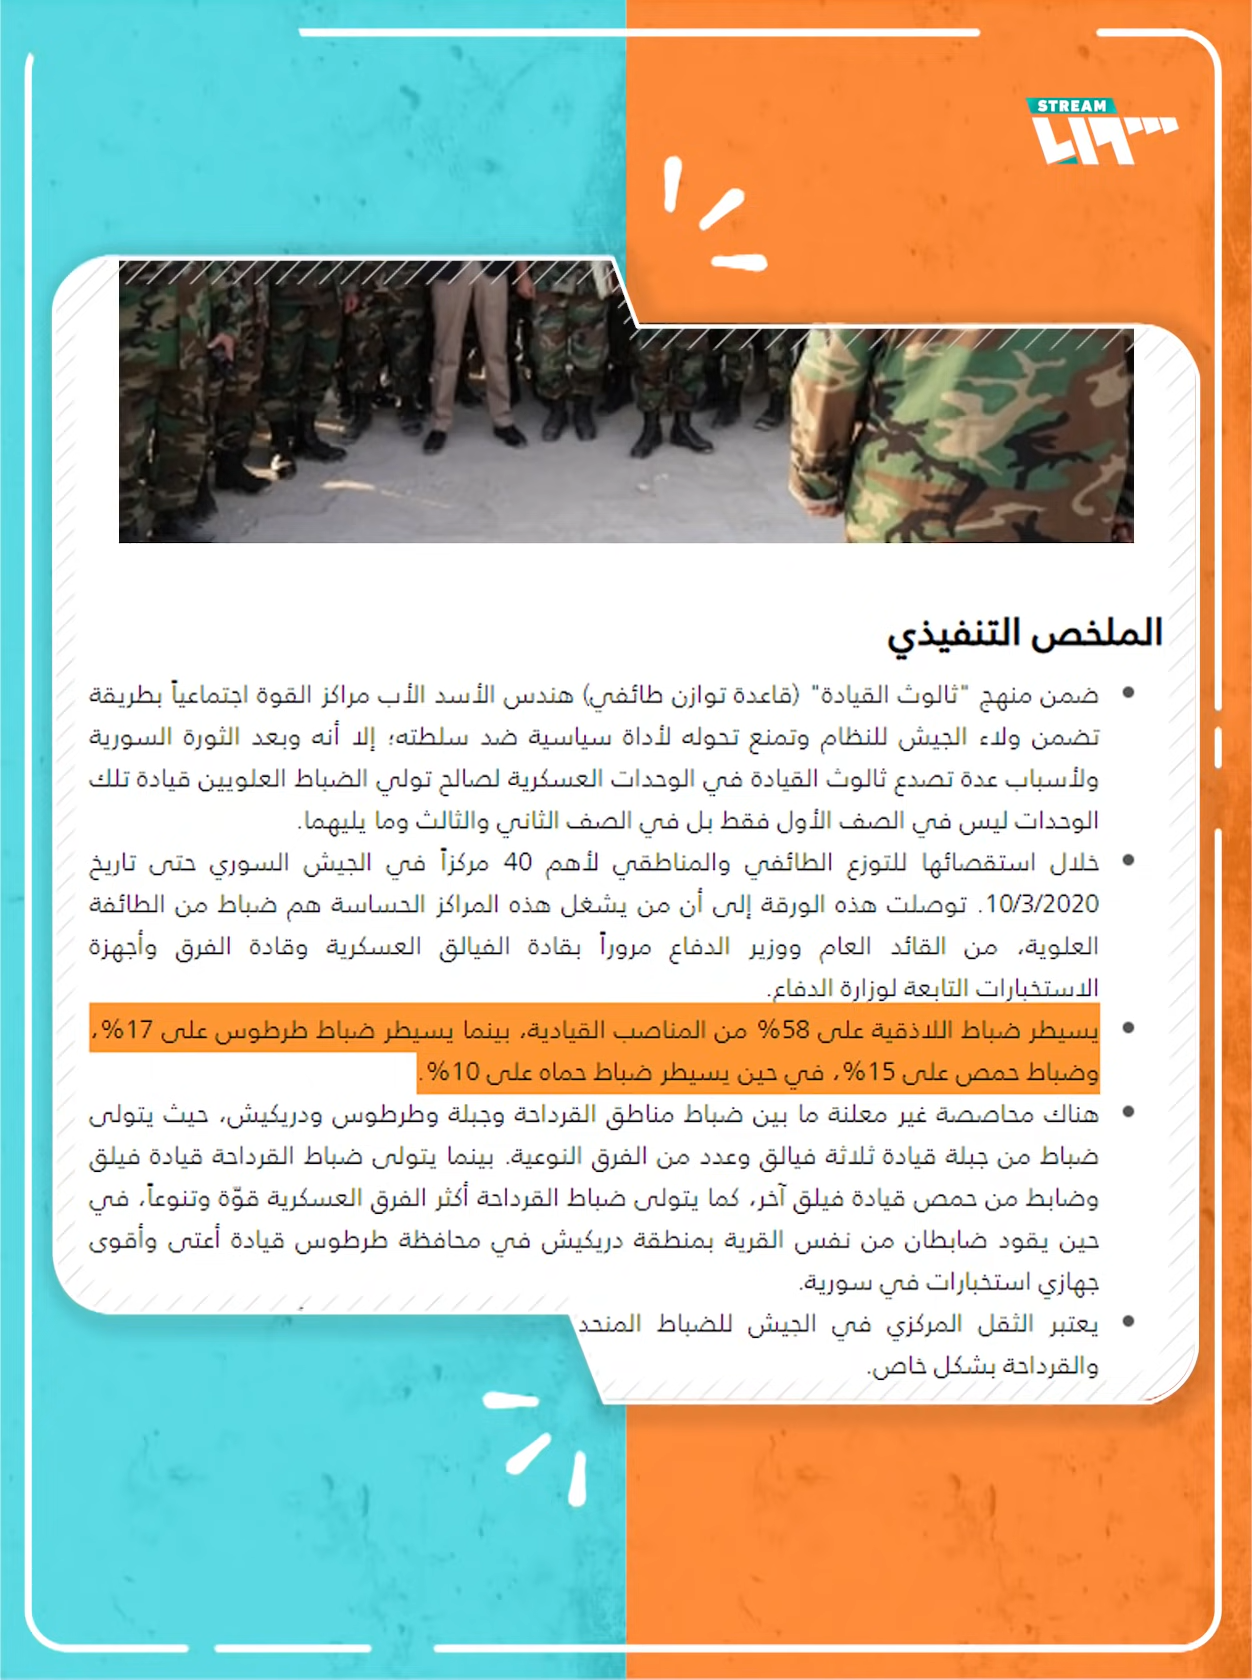 STREAM
LIT
الملخص التنفيذي
ضمن منهج "ثالوث القيادة" (قاعدة توازن طائفي) هندس الأسد الأب مراكز القوة اجتماعياً بطريقة
تضمن ولاء الجيش للنظام وتمنع تحوله لأداة سياسية ضد سلطته؛ إلا أنه وبعد الثورة السورية
ولأسباب عدة تصدع ثالوث القيادة في الوحدات العسكرية لصالح تولي الضباط العلويين قيادة تلك
الوحدات ليس في الصف الأول فقط بل في الصف الثاني والثالث وما يليهما.
خلال استقصائها للتوزع الطائفي والمناطقي لأهم 40 مركزاً في الجيش السوري حتى تاريخ
10/3/2020. توصلت هذه الورقة إلى أن من يشغل هذه المراكز الحساسة هم ضباط من الطائفة
العلوية، من القائد العام ووزير الدفاع مروراً بقادة الفيالق العسكرية وقادة الفرق وأجهزة
الاستخبارات التابعة لوزارة الدفاع.
يسيطر ضباط اللاذقية على 58% من المناصب القيادية، بينما يسيطر ضباط طرطوس على 17%،
وضباط حمص على 15%، في حين يسيطر ضباط حماه على 10%.
هناك محاصصة غير معلنة ما بين ضباط مناطق القرداحة وجبلة وطرطوس ودريكيش، حيث يتولى
ضباط من جبلة قيادة ثلاثة فيالق وعدد من الفرق النوعية. بينما يتولى ضباط القرداحة قيادة فيلق
وضابط من حمص قيادة فيلق آخر، كما يتولى ضباط القرداحة أكثر الفرق العسكرية قوّة وتنوعاً، في
حين يقود ضابطان من نفس القرية بمنطقة دريكيش في محافظة طرطوس قيادة أعتى وأقوى
جهازي استخبارات في سورية.
يعتبر الثقل المركزي في الجيش للضباط المنحد
والقرداحة بشكل خاص.